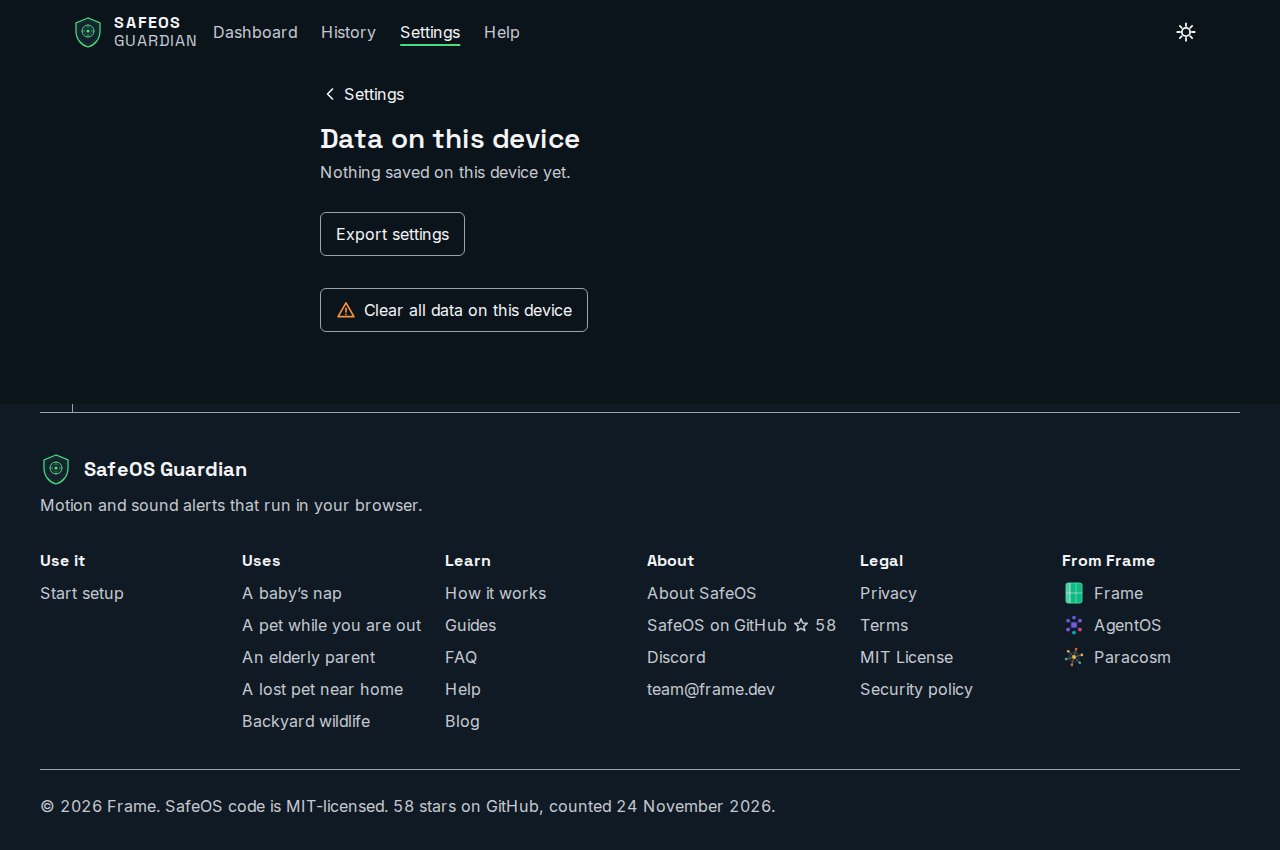 SAFEOS
GUARDIAN
Dashboard
History
Settings
Help
Settings
Data on this device
Nothing saved on this device yet.
Export settings
Clear all data on this device
SafeOS Guardian
Motion and sound alerts that run in your browser.
Use it
Start setup
Uses
A baby’s nap
A pet while you are out
An elderly parent
A lost pet near home
Backyard wildlife
Learn
How it works
Guides
FAQ
Help
Blog
About
About SafeOS
SafeOS on GitHub 58
Discord
team@frame.dev
Legal
Privacy
Terms
MIT License
Security policy
From Frame
Frame
AgentOS
Paracosm
© 2026 Frame. SafeOS code is MIT-licensed. 58 stars on GitHub, counted 24 November 2026.